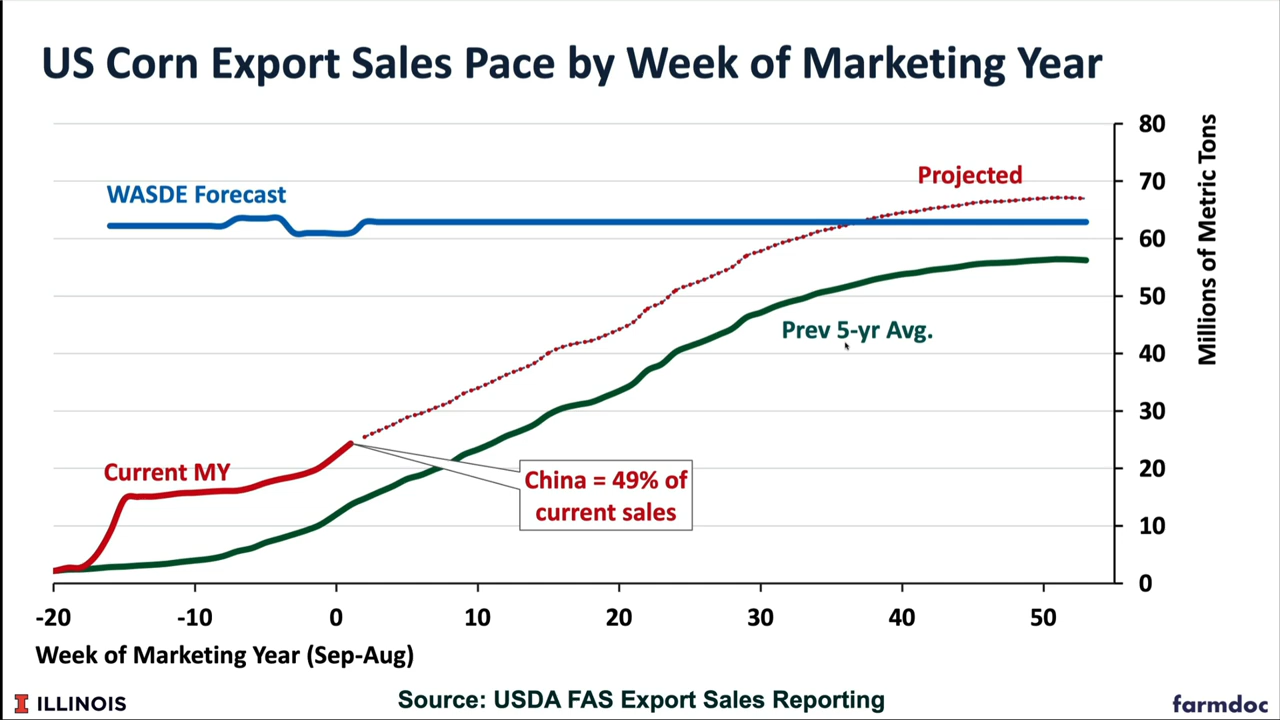 US Corn Export Sales Pace by Week of Marketing Year
80
70
60
50
40
30
20
10
0
Millions of Metric Tons
WASDE Forecast
Projected
Prev 5-yr Avg.
Current MY
China = 49% of
current sales
-20 -10 0 10 20 30 40 50
Week of Marketing Year (Sep-Aug)
I ILLINOIS
Source: USDA FAS Export Sales Reporting
farmdoc